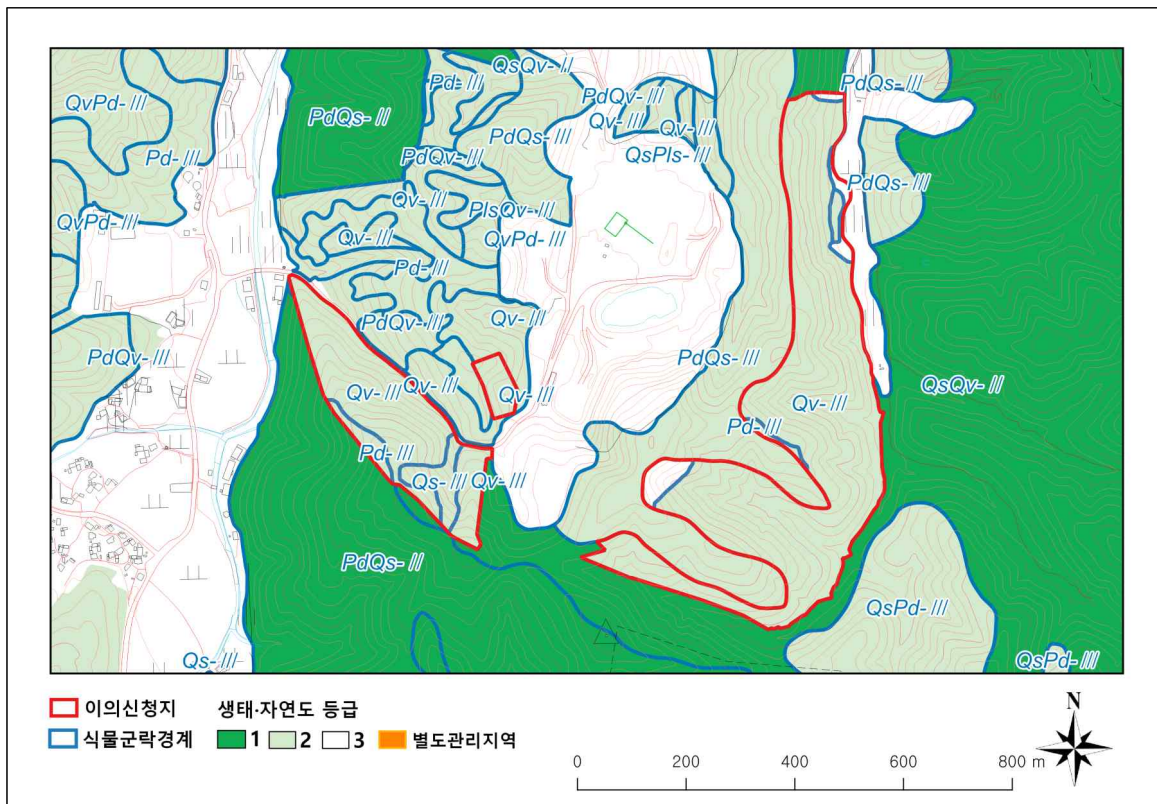 QsQv-II
Pd-III
PdQs-III
QvPd-III
PdQs-II
PdQv-III
Qv-III
Qv-III
PdQs-III
Pd-III
PdQv-III
QsPls-III
PdQs-III
QvPd-III
Qv-III
PlsQv-III
Qv-III
QvPd-III
Pd-III
PdQv-III
Qv-III
PdQv-III
PdQs-III
QsQv-II
Qv-III
Qv-III
Qv-III
Qv-III
Pd-III
Pd-III
Qs-III
Qv-III
PdQs-II
QsPd-III
Qs-III
QsPd-III
이의신청지
생태·자연도 등급
식물군락경계
1
2
3
별도관리지역
N
0
200
400
600
800 m